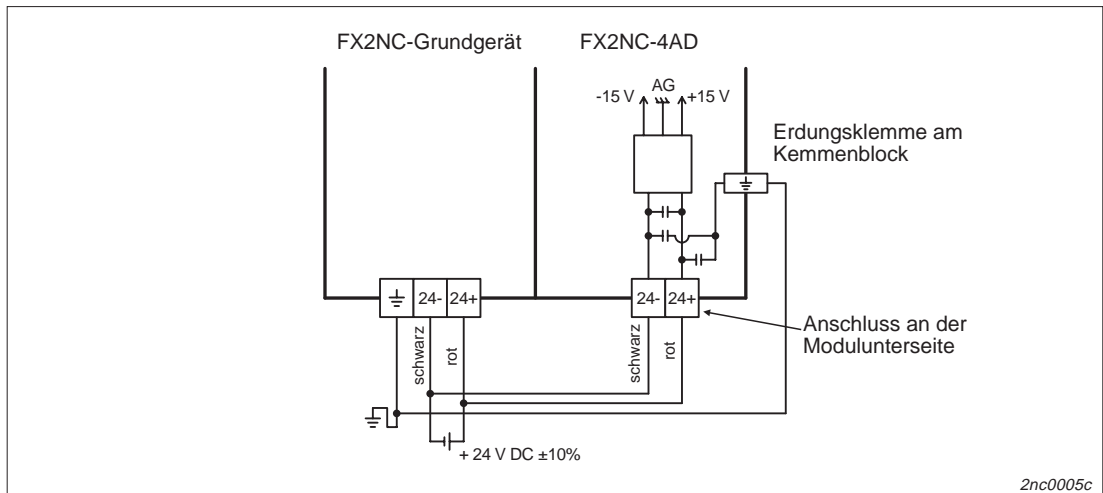 FX2NC-Grundgerät
FX2NC-4AD
-15 V
AG
+15 V
Erdungsklemme am
Kemmenblock
24-
24+
24-
24+
schwarz
rot
schwarz
rot
Anschluss an der
Modulunterseite
+ 24 V DC ±10%
2nc0005c